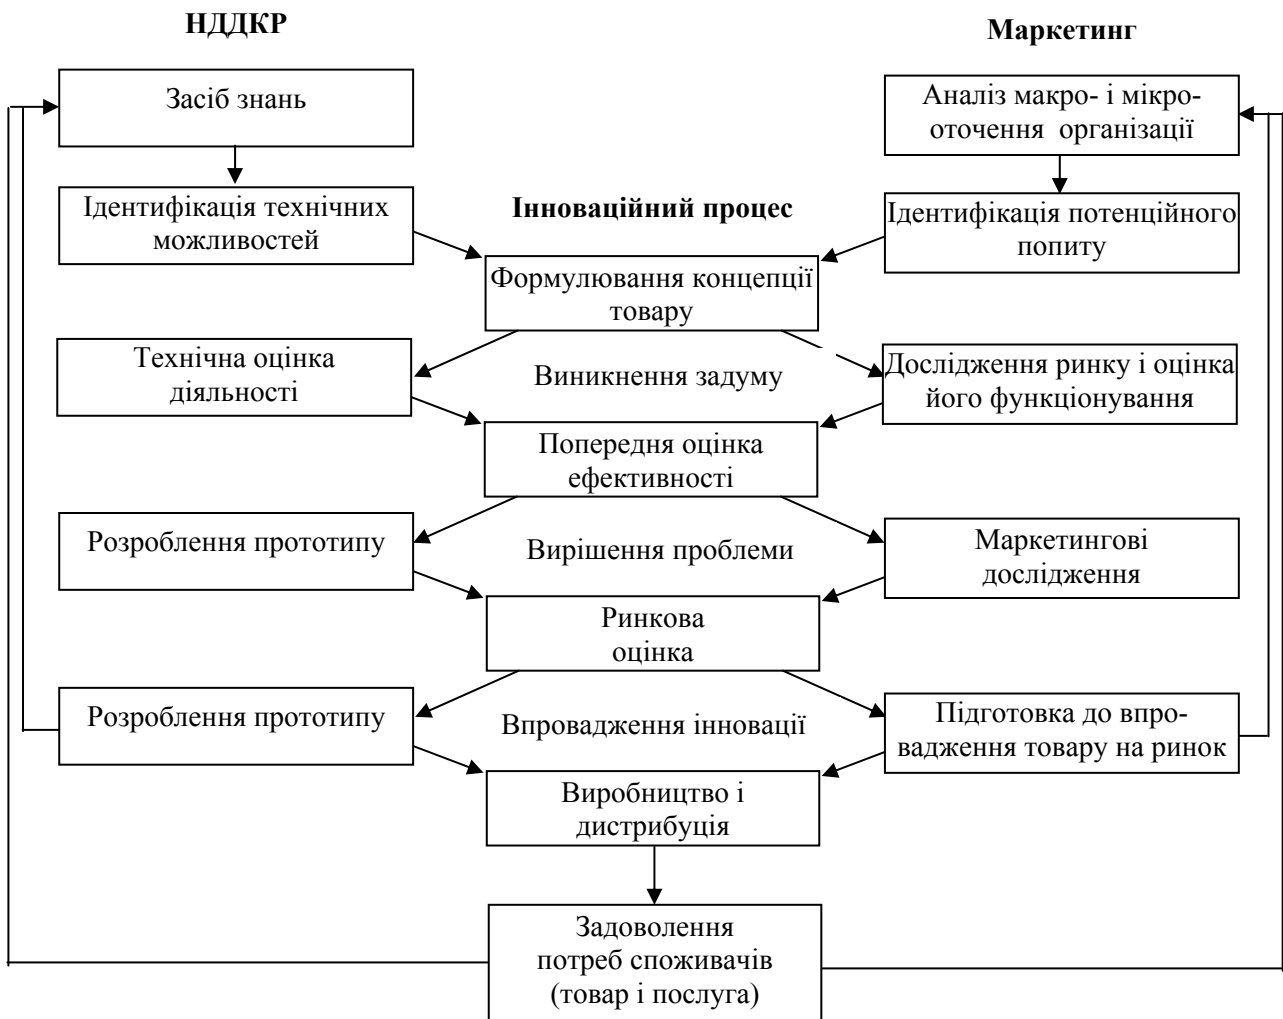 НДДКР
Маркетинг
Засіб знань
Аналіз макро- і мікро-
оточення організації
Ідентифікація технічних
можливостей
Інноваційний процес
Ідентифікація потенційного
попиту
Формулювання концепції
товару
Технічна оцінка
діяльності
Виникнення задуму
Дослідження ринку і оцінка
його функціонування
Попередня оцінка
ефективності
Розроблення прототипу
Вирішення проблеми
Маркетингові
дослідження
Ринкова
оцінка
Розроблення прототипу
Впровадження інновації
Підготовка до впро-
вадження товару на ринок
Виробництво і
дистрибуція
Задоволення
потреб споживачів
(товар і послуга)